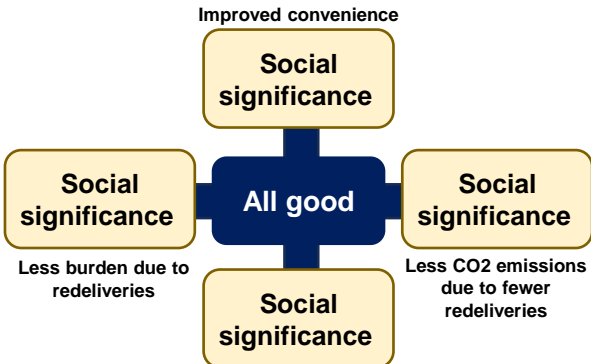 Improved convenience
Social
significance
Social
significance
All good
Social
significance
Less burden due to
redeliveries
Less CO2 emissions
due to fewer
redeliveries
Social
significance